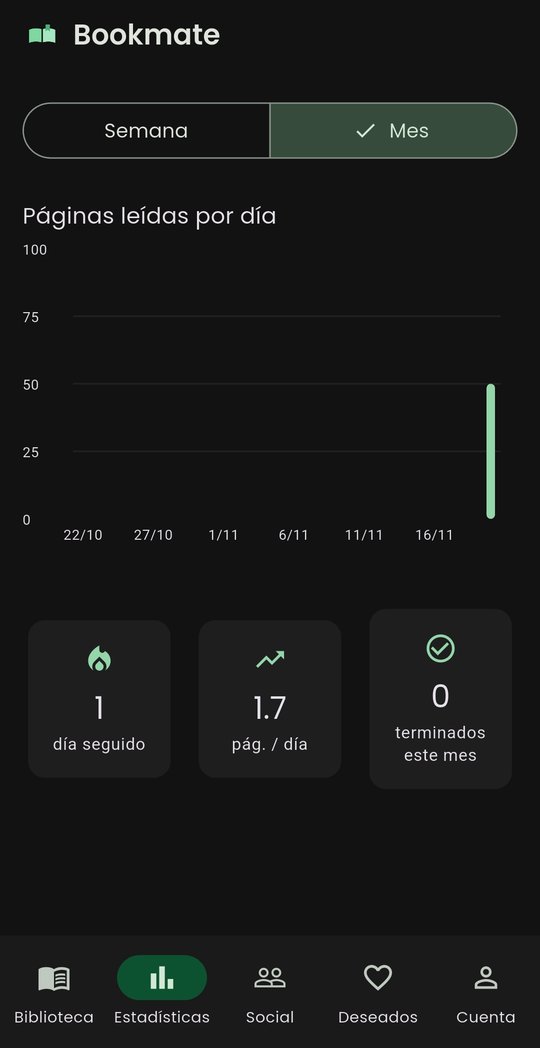 Bookmate
Semana
Mes
Páginas leídas por día
100
75
50
25
0
22/10 27/10 1/11 6/11 11/11 16/11
1
día seguido
1.7
pág. / día
0
terminados
este mes
Biblioteca Estadísticas Social Deseados Cuenta